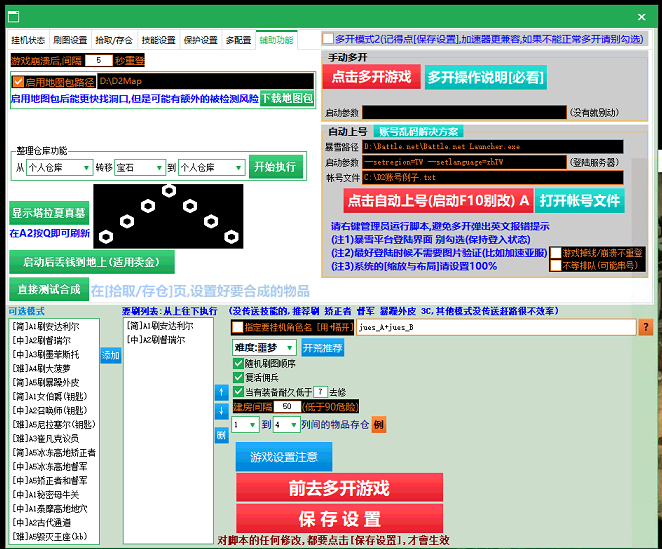 挂机状态 刷图设置 拾取/存仓 技能设置 保护设置 多配置 辅助功能
游戏崩溃后,间隔 5 秒重登
启用地图包路径 D:\D2Map
启用地图包后能更快找洞口,但是可能有额外的被检测风险 下载地图包
整理仓库功能
从 个人仓库 转移 宝石 到 个人仓库 开始执行
显示塔拉夏真墓
在A2按Q即可刷新
启动后丢钱到地上(适用卖金)
直接测试合成 在[拾取/存仓]页,设置好要合成的物品
多开模式2(记得点[保存设置],加速器更兼容,如果不能正常多开请别勾选)
手动多开
点击多开游戏 多开操作说明[必看]
启动参数 (没有就别动)
自动上号 账号乱码解决方案
暴雪路径 D:\Battle.net\Battle.net Launcher.exe
启动参数 --setregion=TW --setlanguage=zhTW (登陆服务器)
帐号文件 C:\D2账号例子.txt
点击自动上号(启动F10别改) A 打开帐号文件
请右键管理员运行脚本,避免多开弹出英文报错提示
(注1)暴雪平台登陆界面 别勾选(保持登入状态)
(注2)最好登陆时候不需要图片验证(比如加速亚服)
(注3)系统的[缩放与布局]请设置100%
游戏掉线/崩溃不重登
不等排队(可能串号)
可选模式
[简]A1刷安达利尔
[中]A2刷督瑞尔
[简]A3刷墨菲斯托
[难]A4刷大菠萝
[简]A5刷暴躁外皮
[简]A1女伯爵(钥匙)
[中]A2召唤师(钥匙)
[难]A5尼拉塞尔(钥匙)
[难]A3崔凡克议员
[简]A5冰冻高地矫正者
[中]A5冰冻高地督军
[难]A5矫正者和督军
[中]A1秘密母牛关
[中]A1泰摩高地地穴
[中]A2古代通道
[难]A5毁灭王座(kb)
添加
要刷列表:从上往下执行 (没传送技能的,推荐刷 矫正者 督军 暴躁外皮 3C,其他模式没传送赶路很不效率)
[简]A1刷安达利尔
[中]A2刷督瑞尔
↑
↓
删
指定要挂机角色名 [用+隔开] jues_A+jues_B ?
难度:噩梦 开荒推荐
随机刷图顺序
复活佣兵
当有装备耐久低于 7 去修
建房间隔 50 (低于90危险)
1 到 4 列间的物品存仓 例
游戏设置注意
前去多开游戏
保存设置
对脚本的任何修改,都要点击[保存设置],才會生效